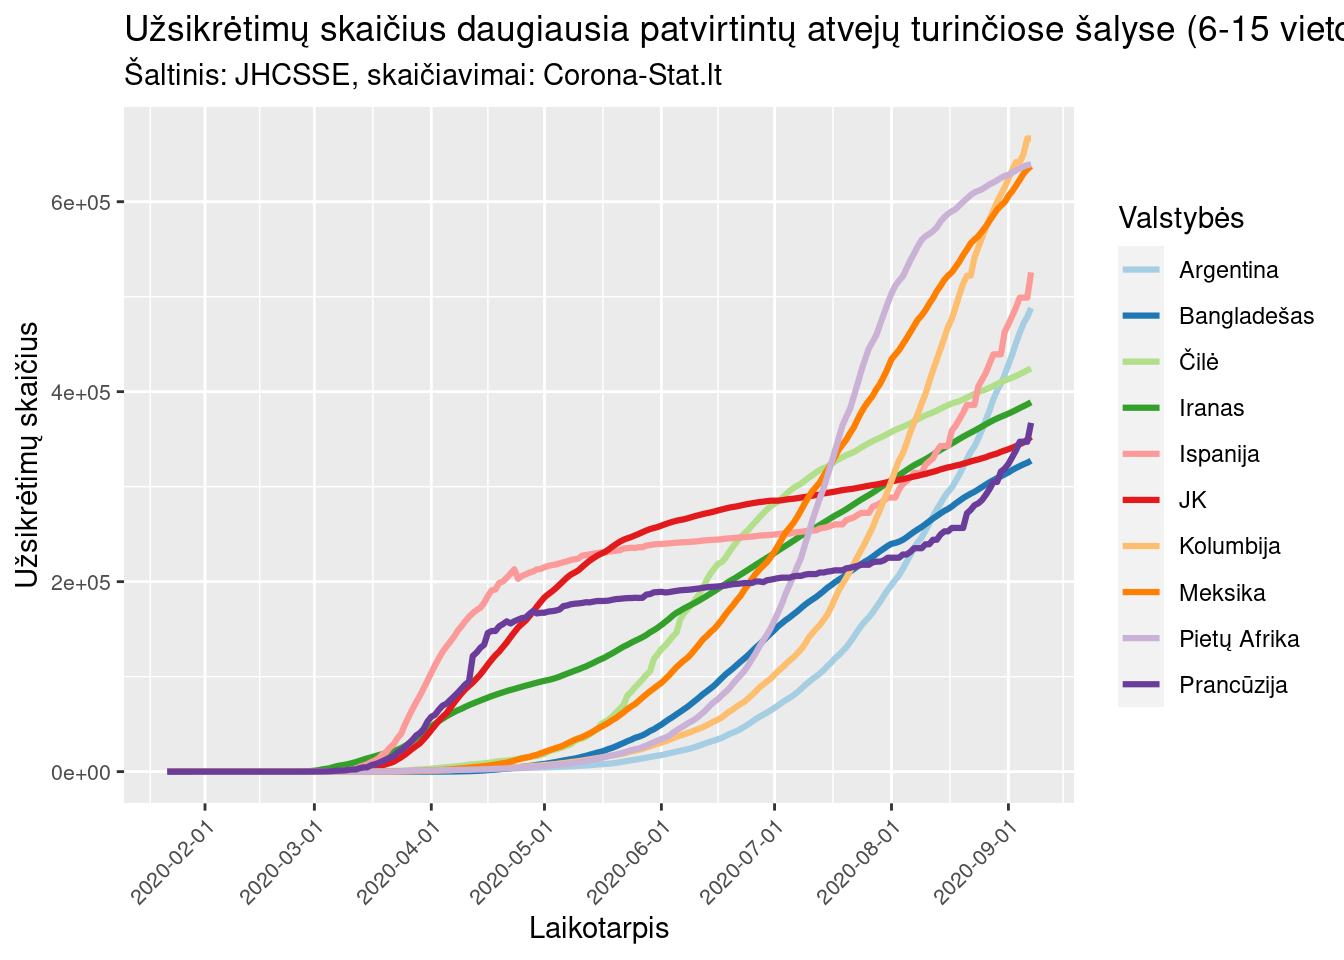 Užsikrėtimų skaičius daugiausia patvirtintų atvejų turinčiose šalyse (6-15 vieto
Šaltinis: JHCSSE, skaičiavimai: Corona-Stat.lt
Užsikrėtimų skaičius
6e+05
4e+05
2e+05
0e+00
2020-02-01
2020-03-01
2020-04-01
2020-05-01
2020-06-01
2020-07-01
2020-08-01
2020-09-01
Laikotarpis
Valstybės
Argentina
Bangladešas
Čilė
Iranas
Ispanija
JK
Kolumbija
Meksika
Pietų Afrika
Prancūzija